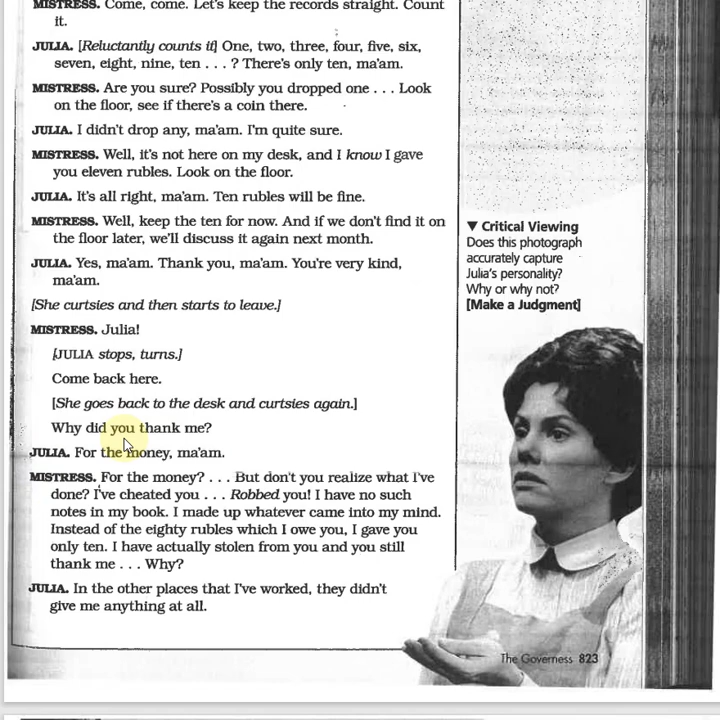 MISTRESS. Come, come. Let's keep the records straight. Count
it.
JULIA. [Reluctantly counts it] One, two, three, four, five, six,
seven, eight, nine, ten . . . ? There's only ten, ma'am.
MISTRESS. Are you sure? Possibly you dropped one . . . Look
on the floor, see if there's a coin there.
JULIA. I didn't drop any, ma'am. I'm quite sure.
MISTRESS. Well, it's not here on my desk, and I know I gave
you eleven rubles. Look on the floor.
JULIA. It's all right, ma'am. Ten rubles will be fine.
MISTRESS. Well, keep the ten for now. And if we don't find it on
the floor later, we'll discuss it again next month.
JULIA. Yes, ma'am. Thank you, ma'am. You're very kind,
ma'am.
[She curtsies and then starts to leave.]
MISTRESS. Julia!
[JULIA stops, turns.]
Come back here.
[She goes back to the desk and curtsies again.]
Why did you thank me?
JULIA. For the money, ma'am.
MISTRESS. For the money? . . . But don't you realize what I've
done? I've cheated you . . . Robbed you! I have no such
notes in my book. I made up whatever came into my mind.
Instead of the eighty rubles which I owe you, I gave you
only ten. I have actually stolen from you and you still
thank me . . . Why?
JULIA. In the other places that I've worked, they didn't
give me anything at all.
▼ Critical Viewing
Does this photograph
accurately capture
Julia's personality?
Why or why not?
[Make a Judgment]
The Governess 823